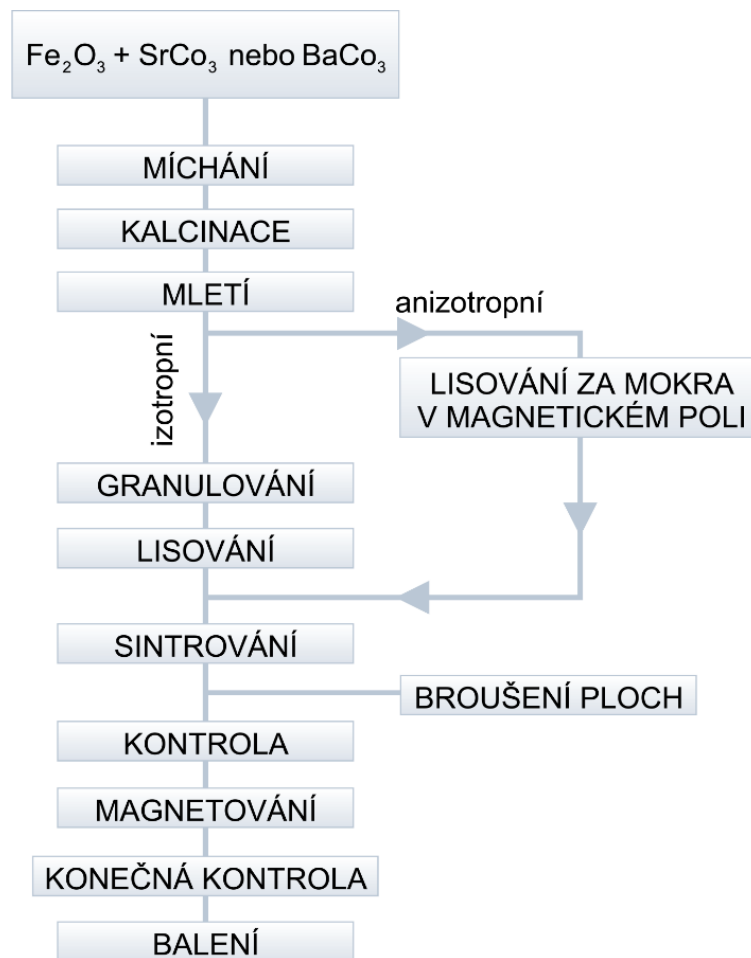 Fe₂O₃ + SrCo₃ nebo BaCo₃
MÍCHÁNÍ
KALCINACE
MLETÍ
anizotropní
izotropní
LISOVÁNÍ ZA MOKRA
V MAGNETICKÉM POLI
GRANULOVÁNÍ
LISOVÁNÍ
SINTROVÁNÍ
BROUŠENÍ PLOCH
KONTROLA
MAGNETOVÁNÍ
KONEČNÁ KONTROLA
BALENÍ